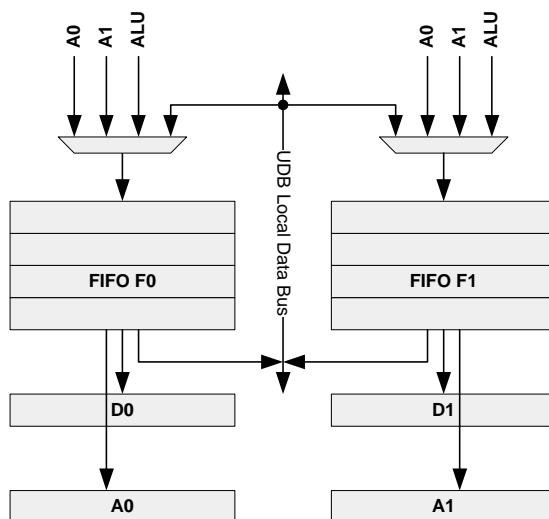 A0
A1
ALU
A0
A1
ALU
UDB Local Data Bus
FIFO F0
FIFO F1
D0
D1
A0
A1